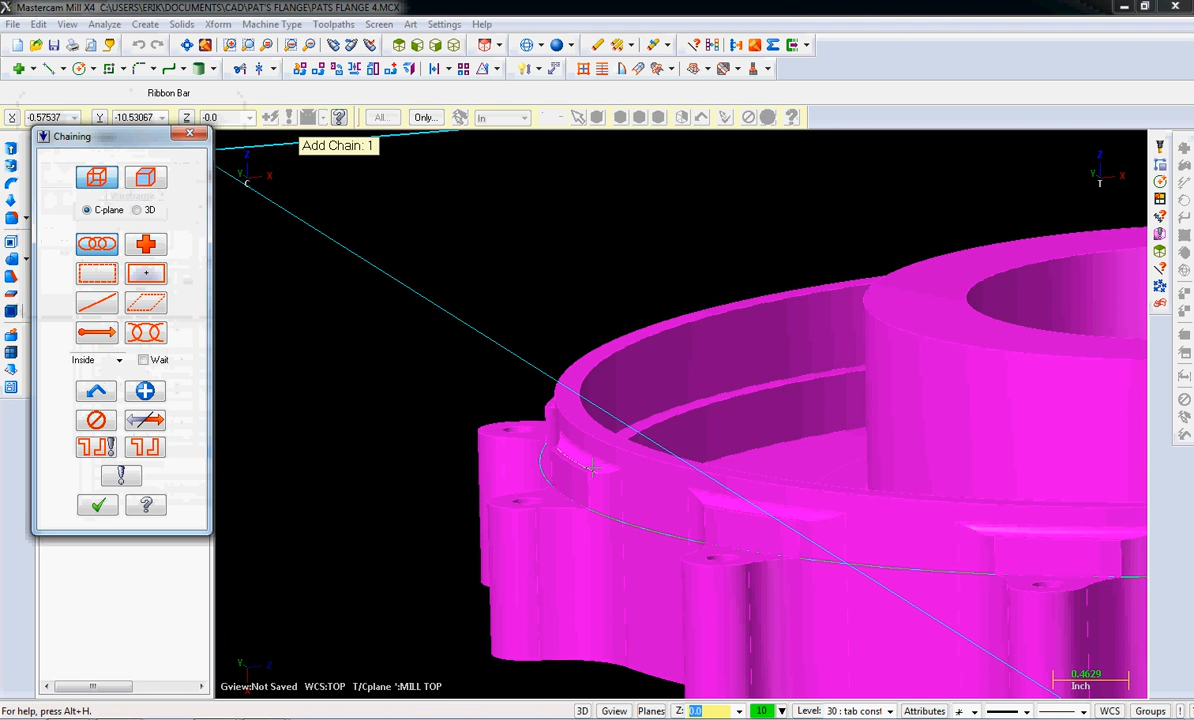 Mastercam Mill X4 C:\USERS\ERIK\DOCUMENTS\CAD\PAT'S FLANGE\PATS FLANGE 4.MCX
File Edit View Analyze Create Solids Xform Machine Type Toolpaths Screen Art Settings Help
Ribbon Bar
X -0.57537 Y -10.53067 Z -0.0 All... Only... In
Chaining
Add Chain: 1
C-plane 3D
Inside Wait
Z
Y X
C
Z
Y X
T
Y Z
X
Gview:Not Saved WCS:TOP T/Cplane ':MILL TOP
0.4629
Inch
For help, press Alt+H.
3D Gview Planes Z: 0.0 10 Level: 30 : tab const Attributes WCS Groups